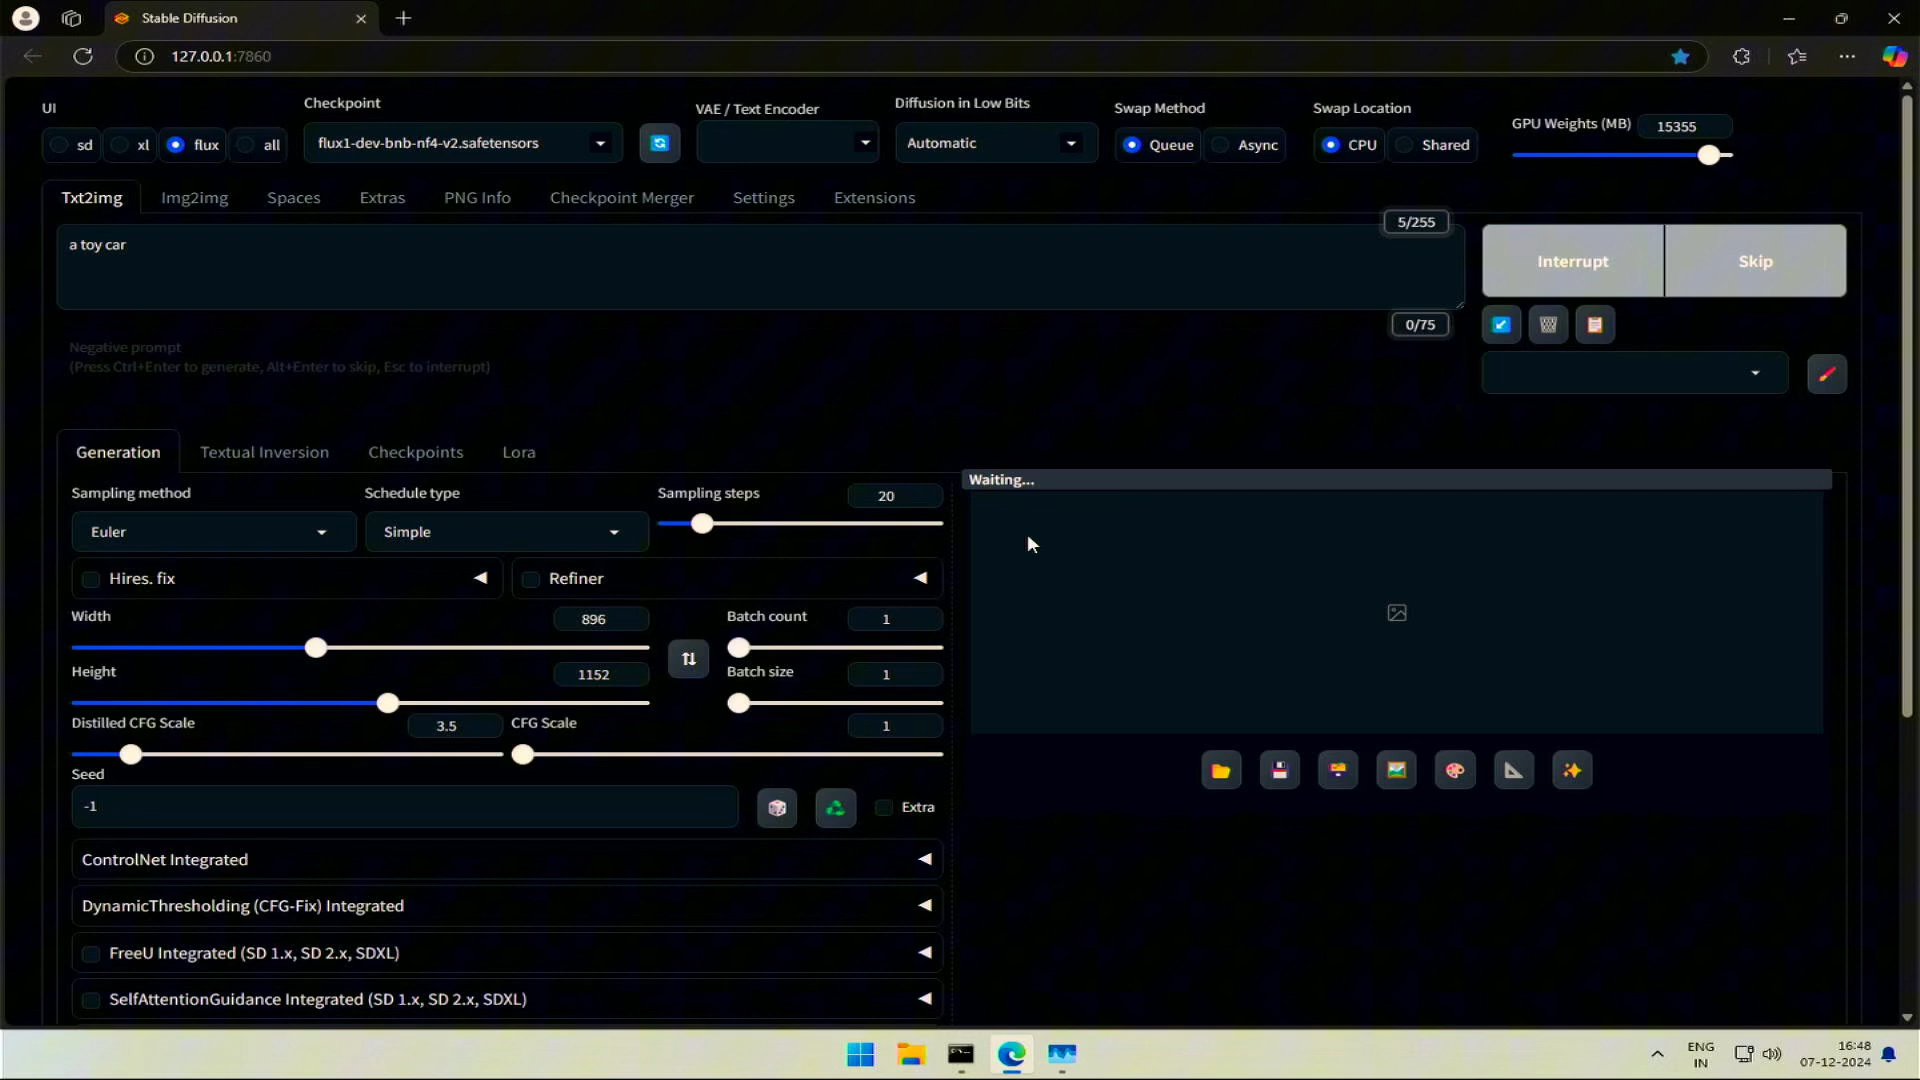 Stable Diffusion
127.0.0.1:7860
UI
sd
xl
flux
all
Checkpoint
flux1-dev-bnb-nf4-v2.safetensors
VAE / Text Encoder
Diffusion in Low Bits
Automatic
Swap Method
Queue
Async
Swap Location
CPU
Shared
GPU Weights (MB)
15355
Txt2img
Img2img
Spaces
Extras
PNG Info
Checkpoint Merger
Settings
Extensions
5/255
a toy car
Interrupt
Skip
0/75
Negative prompt
(Press Ctrl+Enter to generate, Alt+Enter to skip, Esc to interrupt)
Generation
Textual Inversion
Checkpoints
Lora
Sampling method
Euler
Schedule type
Simple
Sampling steps
20
Hires. fix
Refiner
Width
896
Height
1152
Batch count
1
Batch size
1
Distilled CFG Scale
3.5
CFG Scale
1
Seed
-1
Extra
ControlNet Integrated
DynamicThresholding (CFG-Fix) Integrated
FreeU Integrated (SD 1.x, SD 2.x, SDXL)
SelfAttentionGuidance Integrated (SD 1.x, SD 2.x, SDXL)
Waiting...
ENG
IN
16:48
07-12-2024